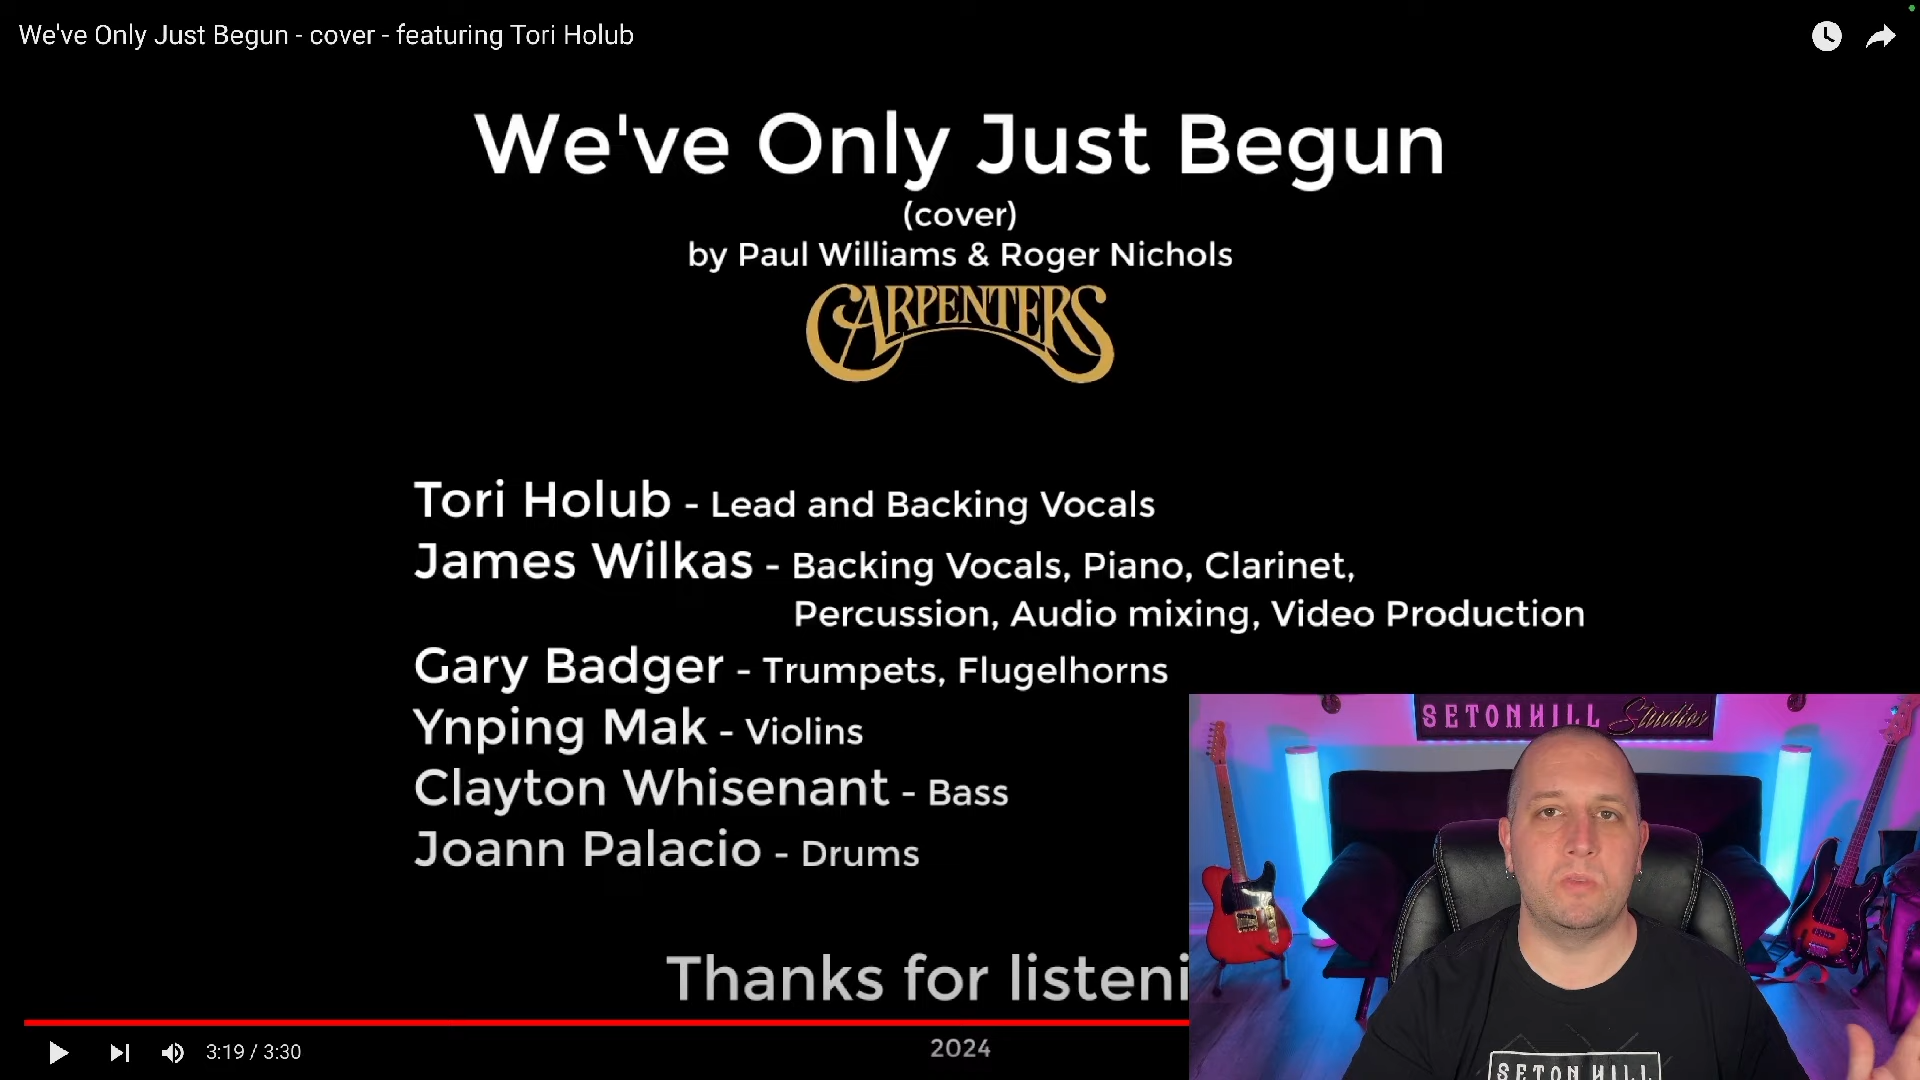 We've Only Just Begun - cover - featuring Tori Holub
We've Only Just Begun
(cover)
by Paul Williams & Roger Nichols
CARPENTERS
Tori Holub - Lead and Backing Vocals
James Wilkas - Backing Vocals, Piano, Clarinet,
Percussion, Audio mixing, Video Production
Gary Badger - Trumpets, Flugelhorns
Ynping Mak - Violins
SETONHILL Studios
Clayton Whisenant - Bass
Joann Palacio - Drums
Thanks for listeni
3:19 / 3:30
2024
SETON HILL